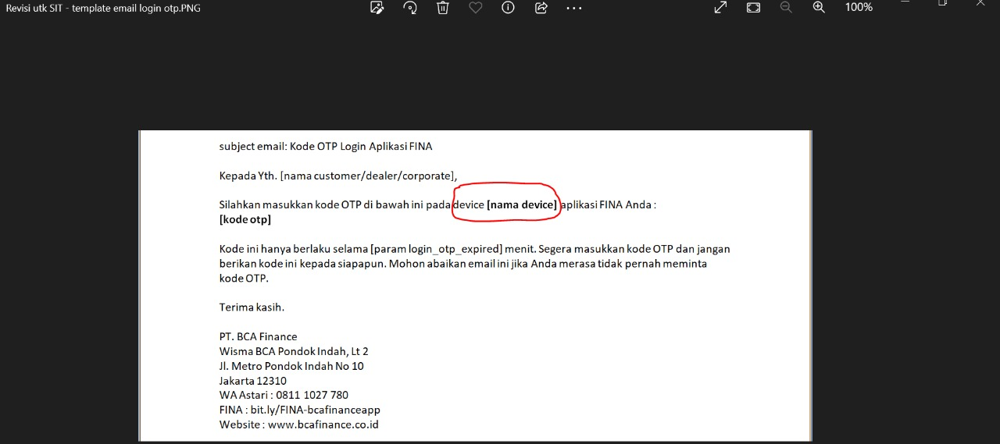 Revisi utk SIT - template email login otp.PNG
100%
subject email: Kode OTP Login Aplikasi FINA
Kepada Yth. [nama customer/dealer/corporate],
Silahkan masukkan kode OTP di bawah ini pada device [nama device] aplikasi FINA Anda :
[kode otp]
Kode ini hanya berlaku selama [param login_otp_expired] menit. Segera masukkan kode OTP dan jangan
berikan kode ini kepada siapapun. Mohon abaikan email ini jika Anda merasa tidak pernah meminta
kode OTP.
Terima kasih.
PT. BCA Finance
Wisma BCA Pondok Indah, Lt 2
Jl. Metro Pondok Indah No 10
Jakarta 12310
WA Astari : 0811 1027 780
FINA : bit.ly/FINA-bcafinanceapp
Website : www.bcafinance.co.id